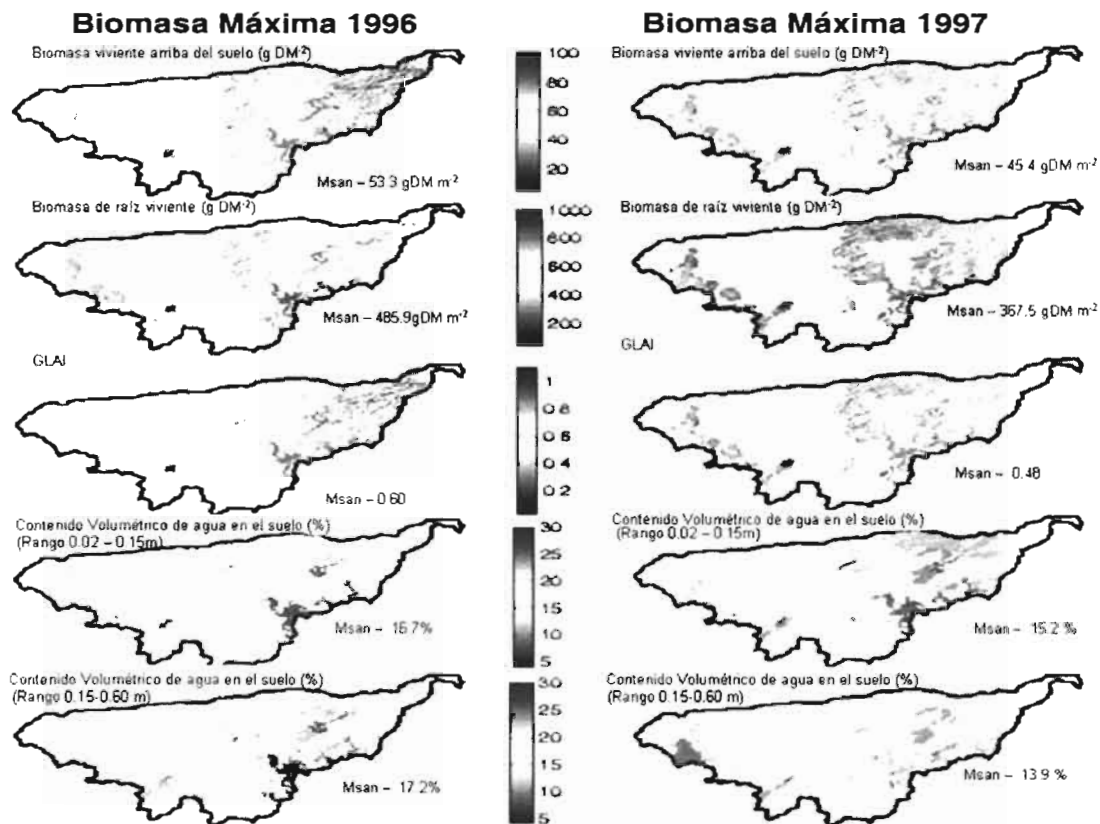 Biomasa Máxima 1996
Biomasa viviente arriba del suelo (g DM⁻²)
Msan – 53.3 gDM m⁻²
Biomasa de raíz viviente (g DM⁻²)
Msan – 485.9gDM m⁻²
GLAI
Msan – 0.60
Contenido Volumétrico de agua en el suelo (%)
(Rango 0.02 – 0.15m)
Msan – 16.7%
Contenido Volumétrico de agua en el suelo (%)
(Rango 0.15-0.60 m)
Msan – 17.2%
100
80
60
40
20
1000
800
600
400
200
1
0.8
0.6
0.4
0.2
30
25
20
15
10
5
30
25
20
15
10
5
Biomasa Máxima 1997
Biomasa viviente arriba del suelo (g DM⁻²)
Msan – 45.4 gDM m⁻²
Biomasa de raíz viviente (g DM⁻²)
Msan – 367.5 gDM m⁻²
GLAI
Msan – 0.48
Contenido Volumétrico de agua en el suelo (%)
(Rango 0.02 – 0.15m)
Msan – 15.2 %
Contenido Volumétrico de agua en el suelo (%)
(Rango 0.15-0.60 m)
Msan – 13.9 %